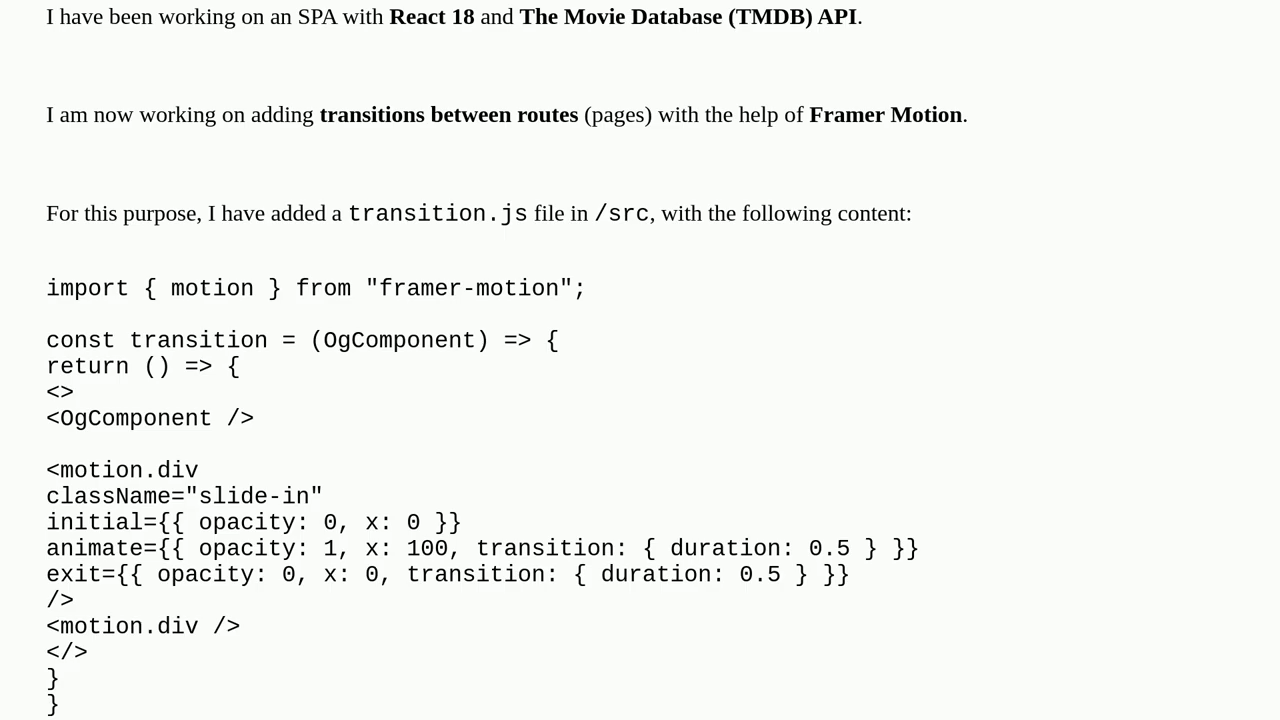 I have been working on an SPA with React 18 and The Movie Database (TMDB) API.
I am now working on adding transitions between routes (pages) with the help of Framer Motion.
For this purpose, I have added a transition.js file in /src, with the following content:
import { motion } from "framer-motion";
const transition = (OgComponent) => {
return () => {
<>
<OgComponent />
<motion.div
className="slide-in"
initial={{ opacity: 0, x: 0 }}
animate={{ opacity: 1, x: 100, transition: { duration: 0.5 } }}
exit={{ opacity: 0, x: 0, transition: { duration: 0.5 } }}
/>
<motion.div />
</>
}
}